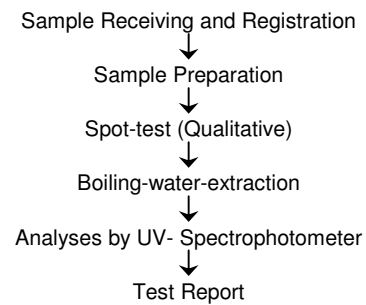 Sample Receiving and Registration
Sample Preparation
Spot-test (Qualitative)
Boiling-water-extraction
Analyses by UV- Spectrophotometer
Test Report